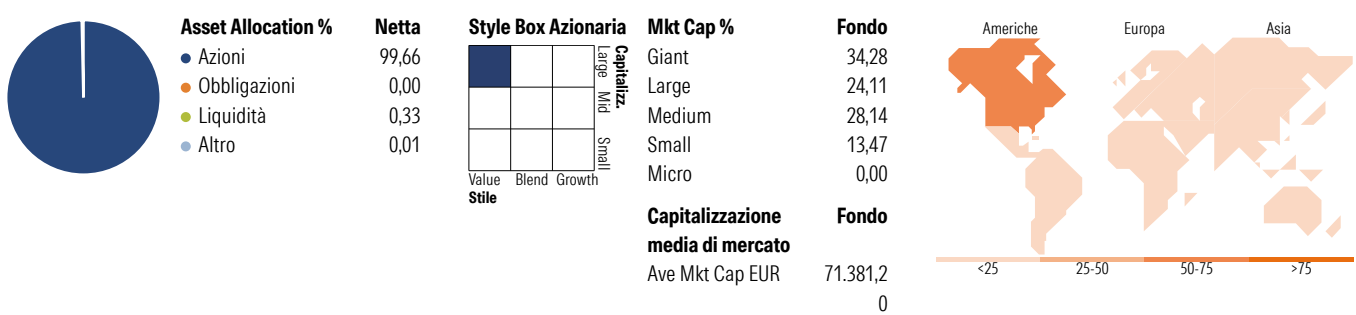 Asset Allocation % Netta
Azioni 99,66
Obbligazioni 0,00
Liquidità 0,33
Altro 0,01
Style Box Azionaria
Capitalizz.
Large Mid Small
Value Blend Growth
Stile
Mkt Cap % Fondo
Giant 34,28
Large 24,11
Medium 28,14
Small 13,47
Micro 0,00
Capitalizzazione Fondo
media di mercato
Ave Mkt Cap EUR 71.381,2
0
Americhe Europa Asia
<25 25-50 50-75 >75